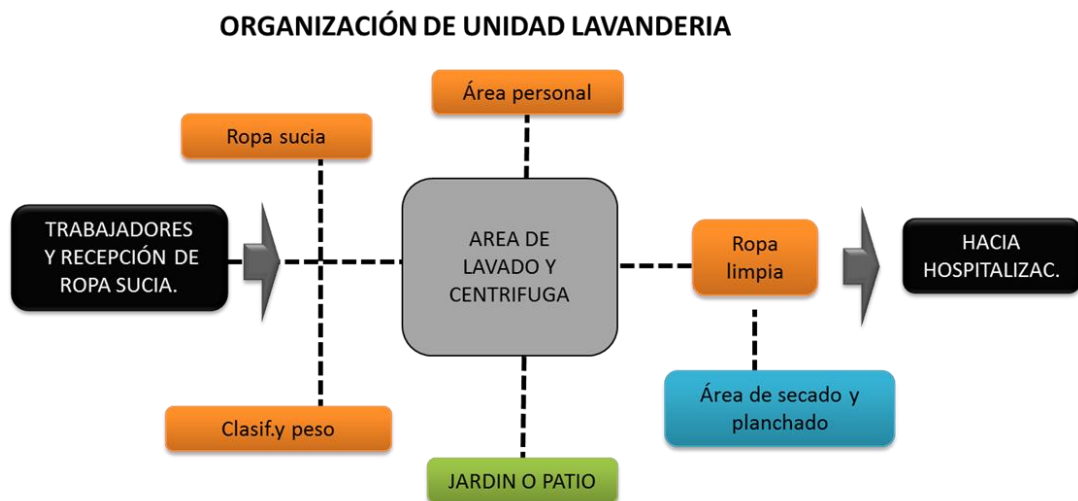 ORGANIZACIÓN DE UNIDAD LAVANDERIA
Área personal
Ropa sucia
TRABAJADORES
Y RECEPCIÓN DE
ROPA SUCIA.
AREA DE
LAVADO Y
CENTRIFUGA
Ropa
limpia
HACIA
HOSPITALIZAC.
Clasif.y peso
Área de secado y
planchado
JARDIN O PATIO